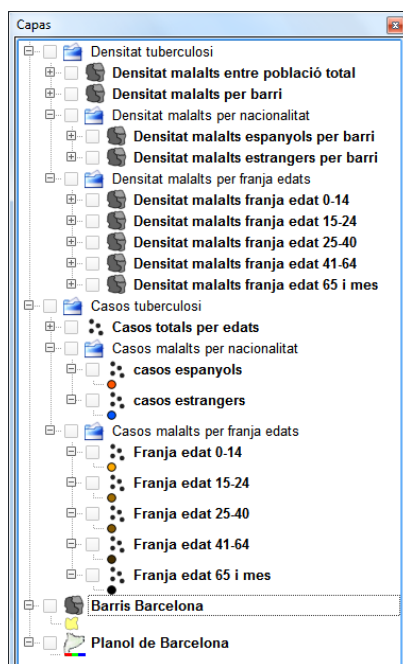 Capas
Densitat tuberculosi
Densitat malalts entre població total
Densitat malalts per barri
Densitat malalts per nacionalitat
Densitat malalts espanyols per barri
Densitat malalts estrangers per barri
Densitat malalts per franja edats
Densitat malalts franja edat 0-14
Densitat malalts franja edat 15-24
Densitat malalts franja edat 25-40
Densitat malalts franja edat 41-64
Densitat malalts franja edat 65 i mes
Casos tuberculosi
Casos totals per edats
Casos malalts per nacionalitat
casos espanyols
casos estrangers
Casos malalts per franja edats
Franja edat 0-14
Franja edat 15-24
Franja edat 25-40
Franja edat 41-64
Franja edat 65 i mes
Barris Barcelona
Planol de Barcelona